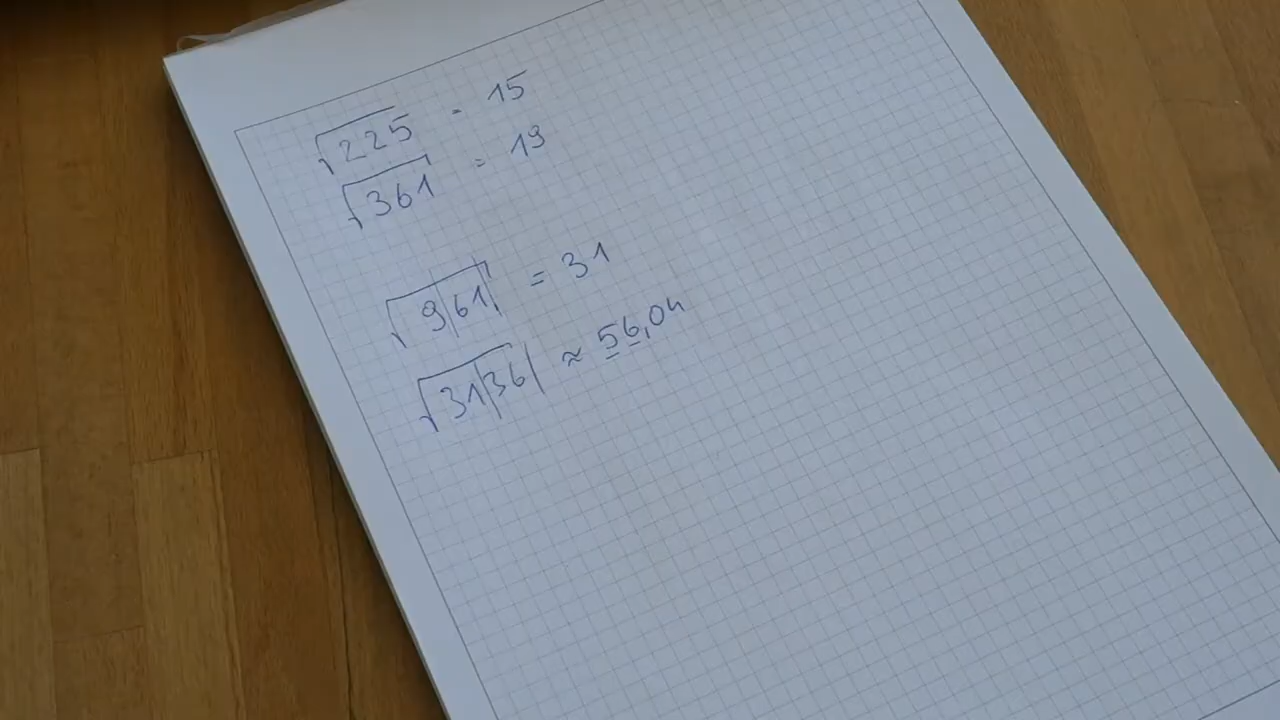 √225 = 15
√361 = 19
√9|61| = 31
√31|36| ≈ 56,04